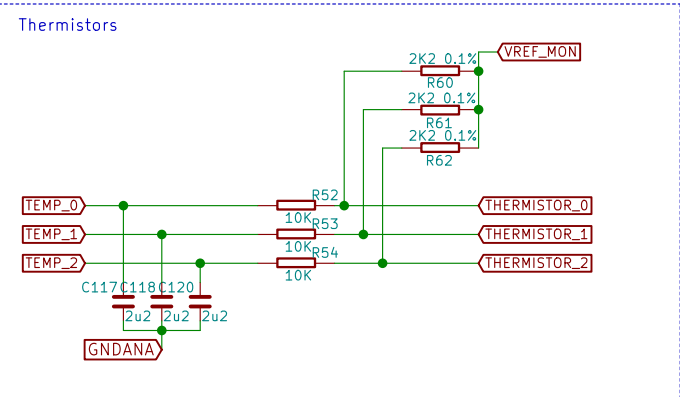 Thermistors
VREF_MON
2K2 0.1%
R60
2K2 0.1%
R61
2K2 0.1%
R62
TEMP_0
R52
10K
THERMISTOR_0
TEMP_1
R53
10K
THERMISTOR_1
TEMP_2
R54
10K
THERMISTOR_2
C117 C118 C120
2u2 2u2 2u2
GNDANA